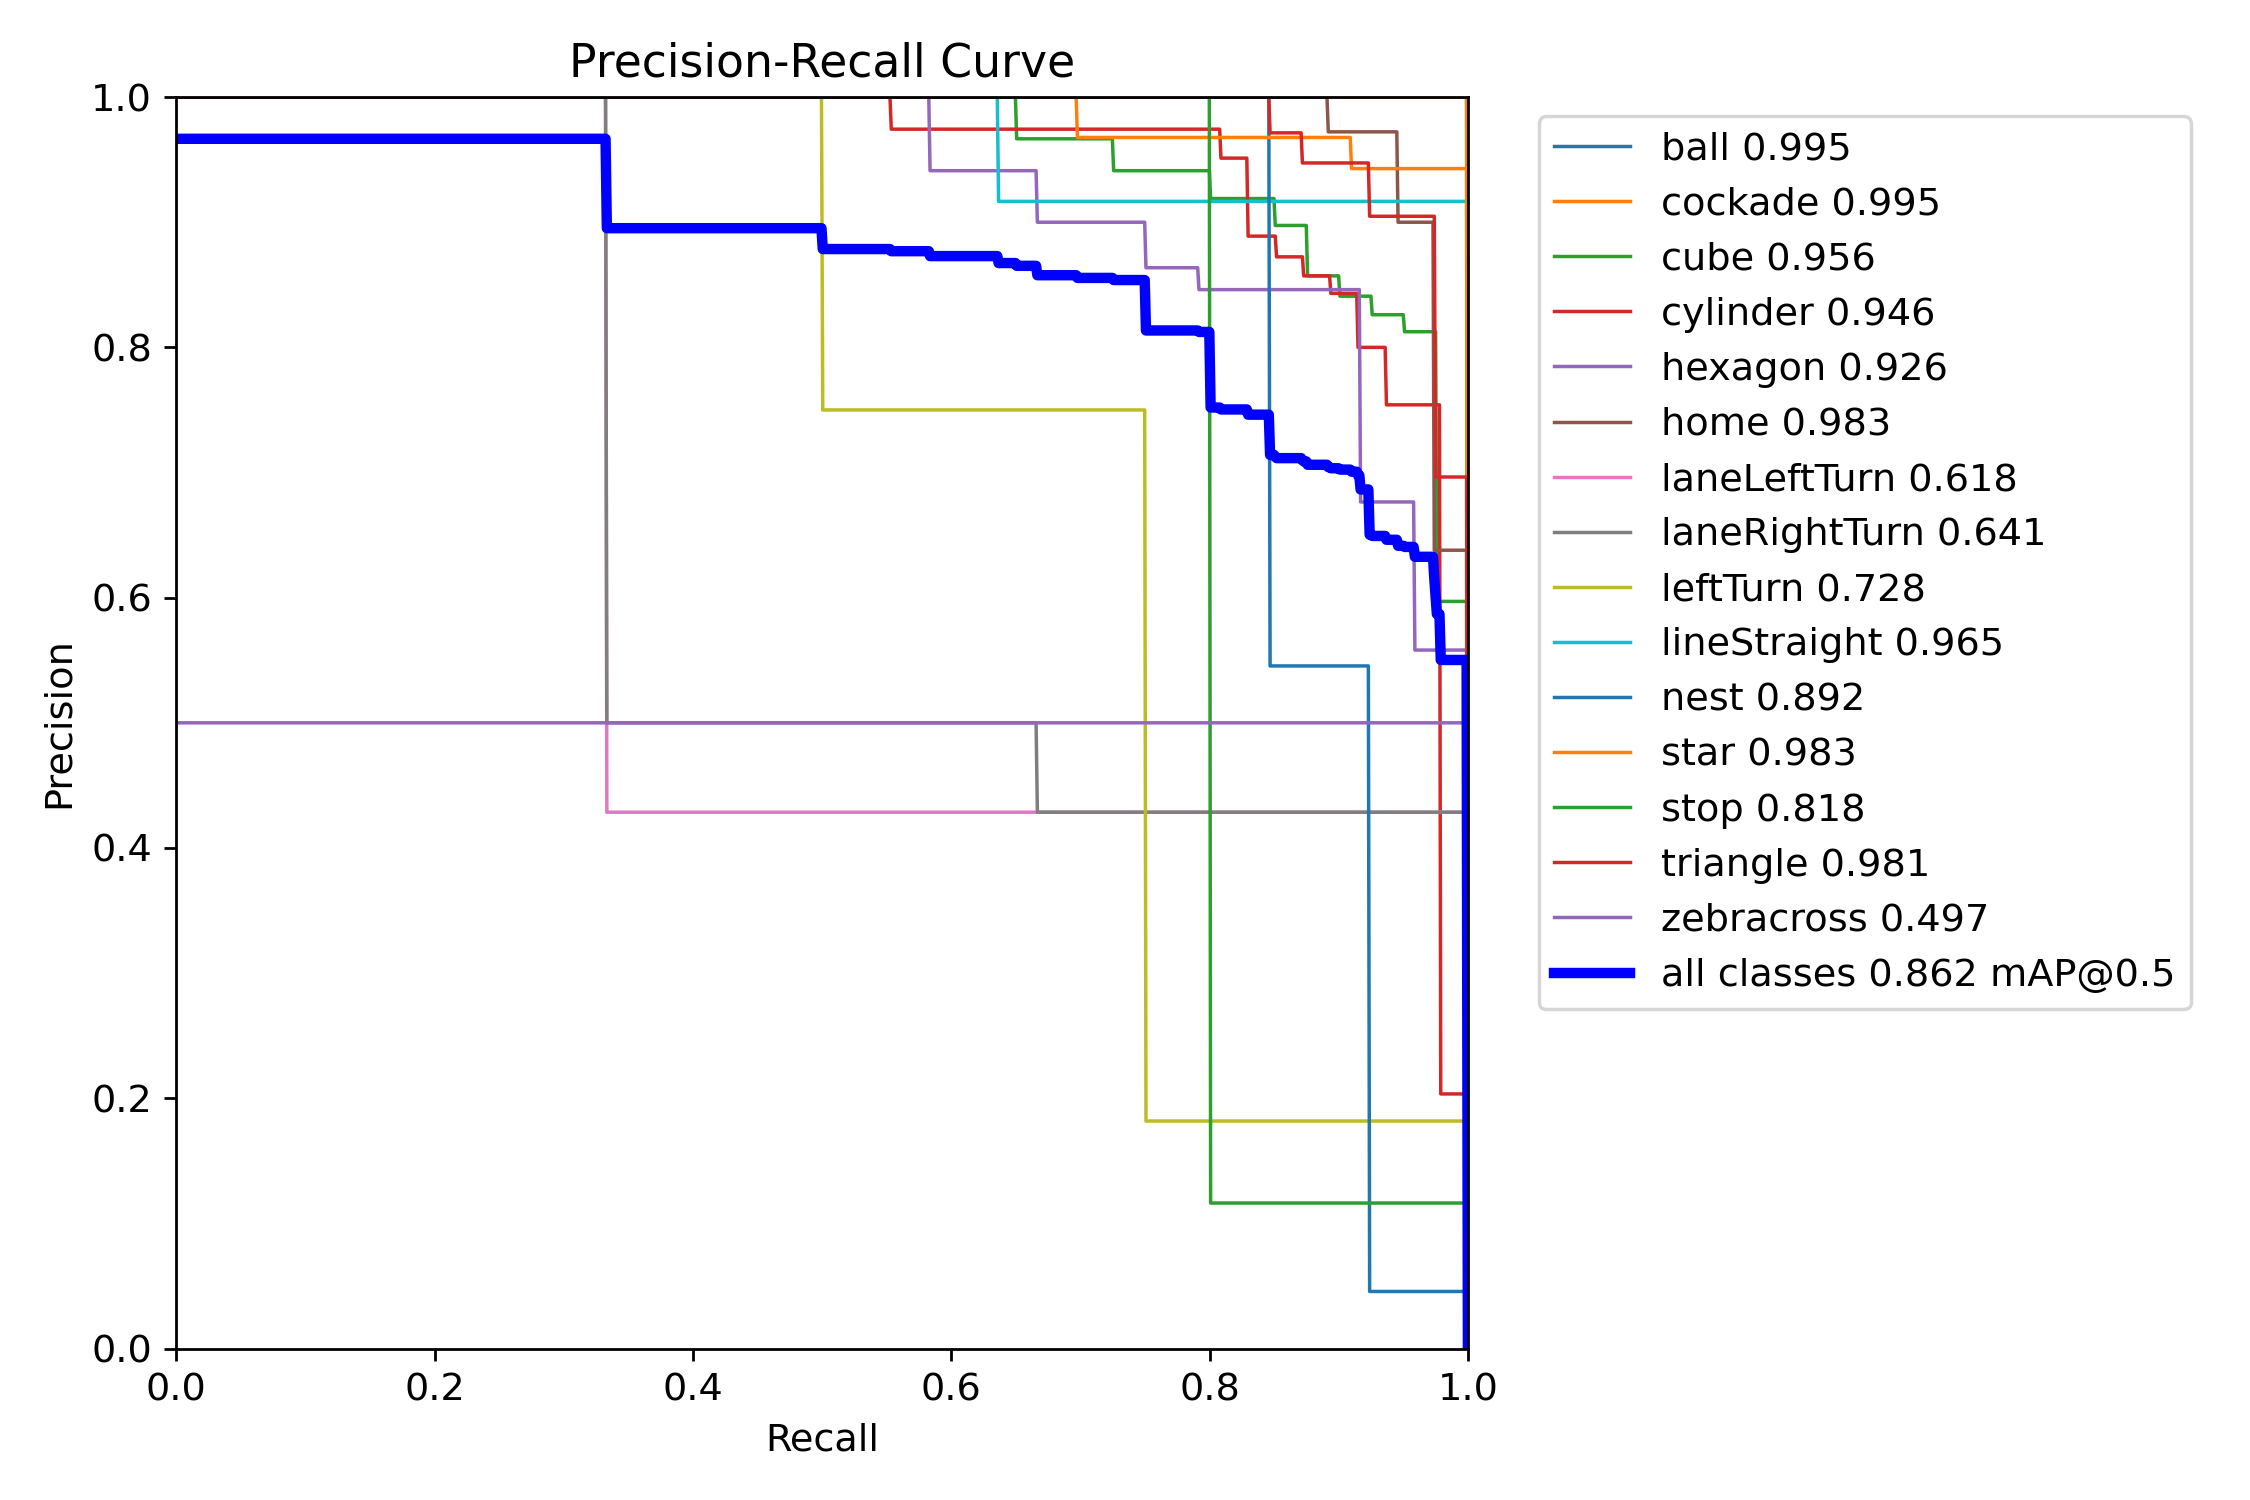 Precision-Recall Curve
1.0
0.8
0.6
0.4
0.2
0.0
Precision
0.0 0.2 0.4 0.6 0.8 1.0
Recall
ball 0.995
cockade 0.995
cube 0.956
cylinder 0.946
hexagon 0.926
home 0.983
laneLeftTurn 0.618
laneRightTurn 0.641
leftTurn 0.728
lineStraight 0.965
nest 0.892
star 0.983
stop 0.818
triangle 0.981
zebracross 0.497
all classes 0.862 mAP@0.5